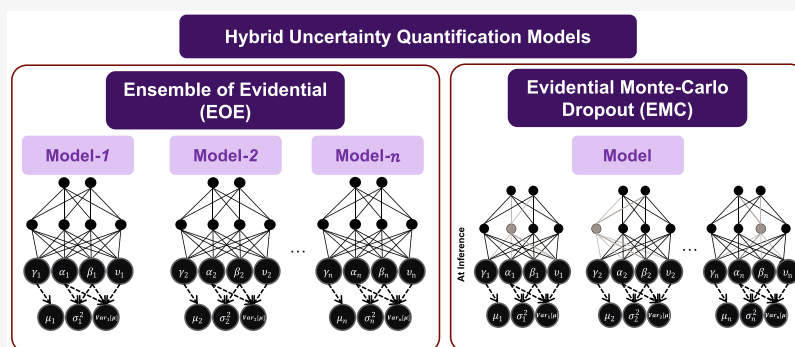 Hybrid Uncertainty Quantification Models
Ensemble of Evidential
(EOE)
Model-1 Model-2 Model-n
γ₁ α₁ β₁ υ₁ γ₂ α₂ β₂ υ₂ ... γₙ αₙ βₙ υₙ
μ₁ σ₁² Var₁[μ] μ₂ σ₂² Var₂[μ] μₙ σₙ² Varₙ[μ]
Evidential Monte-Carlo
Dropout (EMC)
Model
At Inference
γ₁ α₁ β₁ υ₁ γ₂ α₂ β₂ υ₂ ... γₙ αₙ βₙ υₙ
μ₁ σ₁² Var₁[μ] μ₂ σ₂² Var₂[μ] μₙ σₙ² Varₙ[μ]